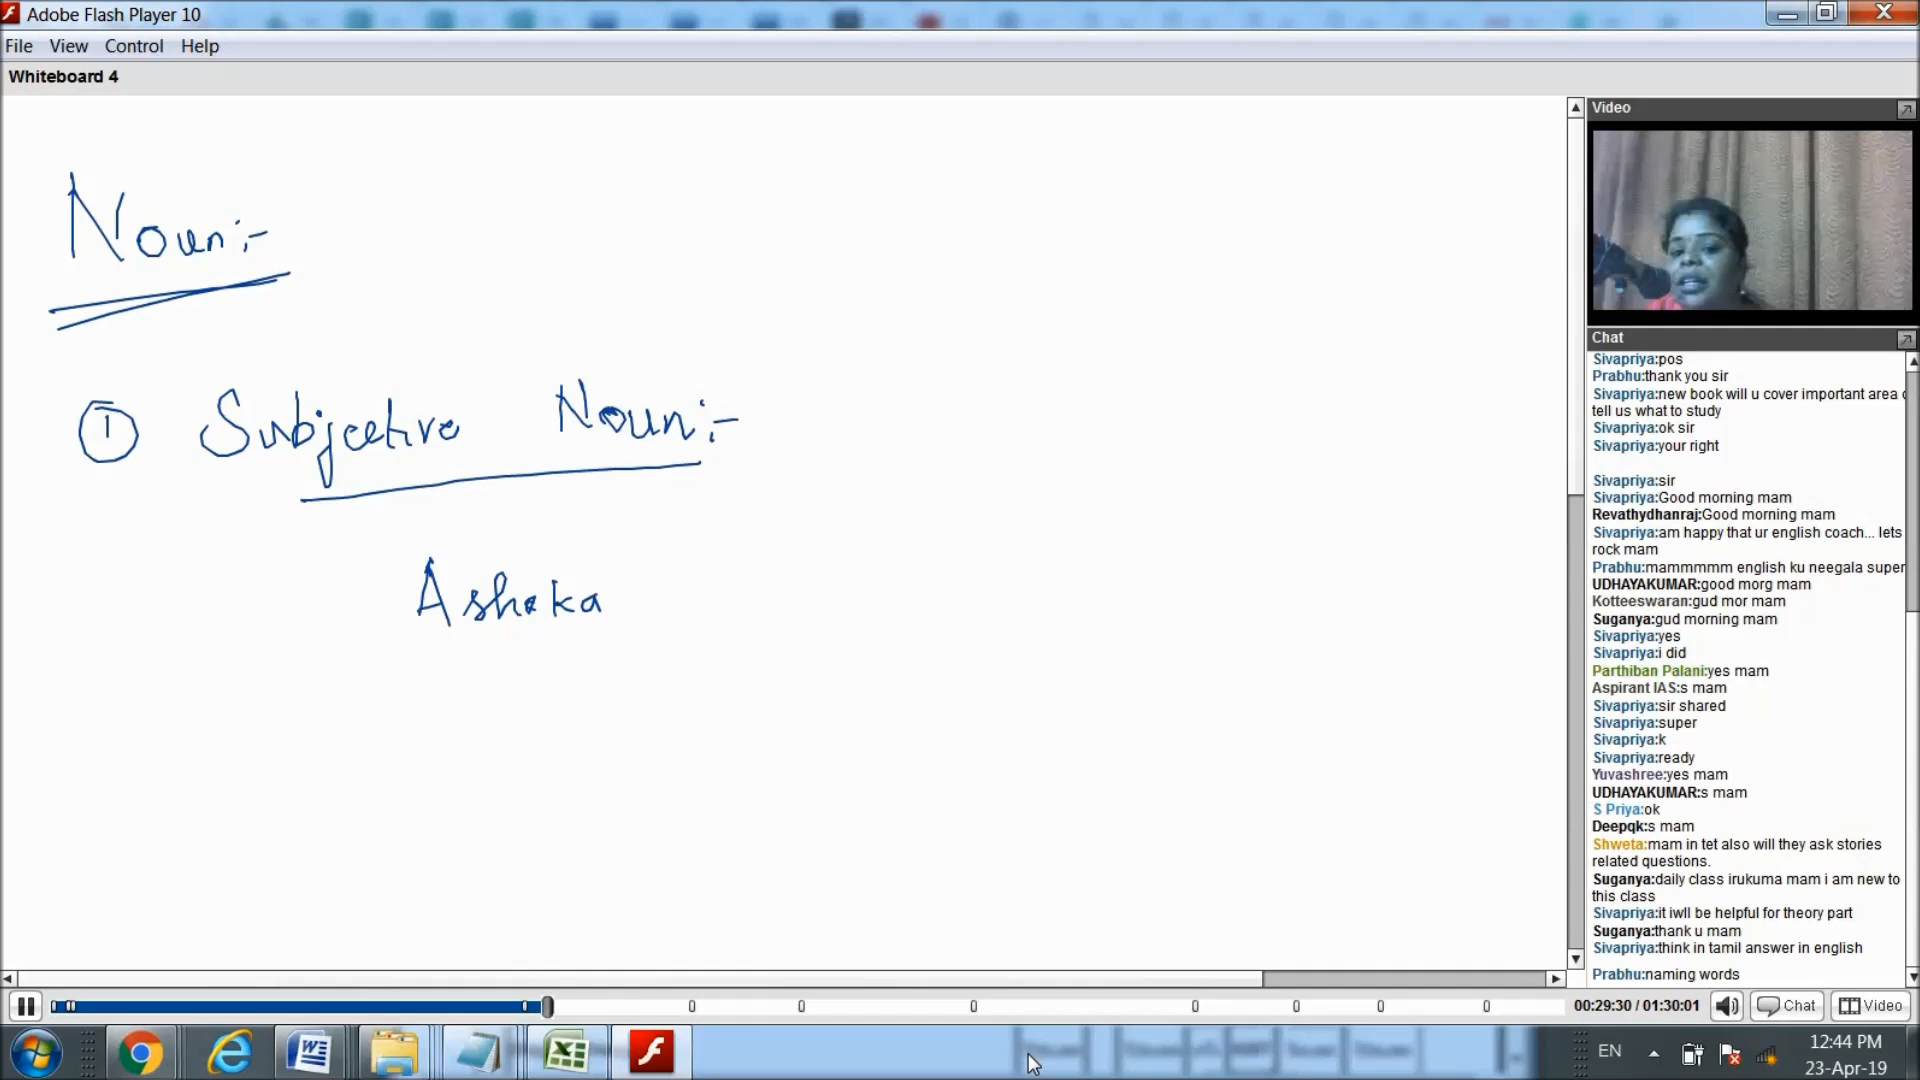 Adobe Flash Player 10
File View Control Help
Whiteboard 4
Noun:-
① Subjective Noun:-
Ashoka
Video
Chat
Sivapriya:pos
Prabhu:thank you sir
Sivapriya:new book will u cover important area
tell us what to study
Sivapriya:ok sir
Sivapriya:your right
Sivapriya:sir
Sivapriya:Good morning mam
Revathydhanraj:Good morning mam
Sivapriya:am happy that ur english coach... lets
rock mam
Prabhu:mammmmm english ku neegala super
UDHAYAKUMAR:good morg mam
Kotteeswaran:gud mor mam
Suganya:gud morning mam
Sivapriya:yes
Sivapriya:i did
Parthiban Palani:yes mam
Aspirant IAS:s mam
Sivapriya:sir shared
Sivapriya:super
Sivapriya:k
Sivapriya:ready
Yuvashree:yes mam
UDHAYAKUMAR:s mam
S Priya:ok
Deepqk:s mam
Shweta:mam in tet also will they ask stories
related questions.
Suganya:daily class irukuma mam i am new to
this class
Sivapriya:it iwll be helpful for theory part
Suganya:thank u mam
Sivapriya:think in tamil answer in english
Prabhu:naming words
00:29:30 / 01:30:01 Chat Video
EN 12:44 PM
23-Apr-19